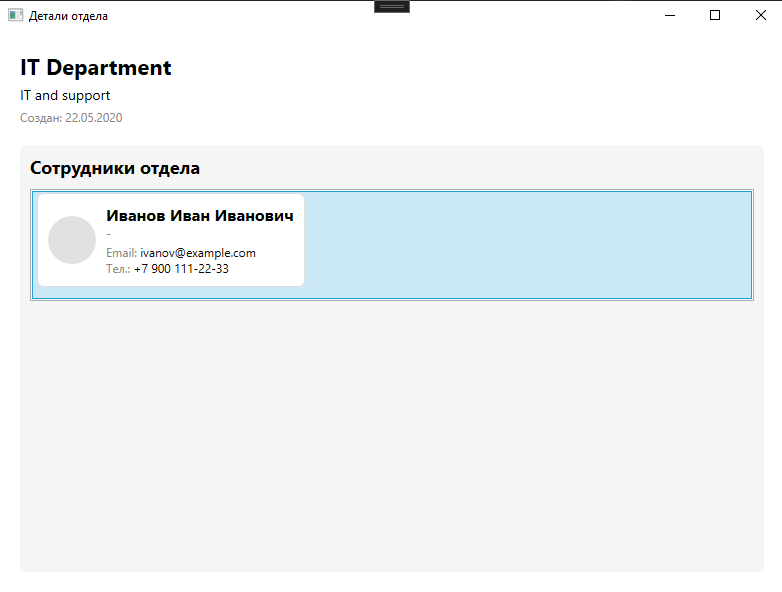 Детали отдела
IT Department
IT and support
Создан: 22.05.2020
Сотрудники отдела
Иванов Иван Иванович
-
Email: ivanov@example.com
Тел.: +7 900 111-22-33